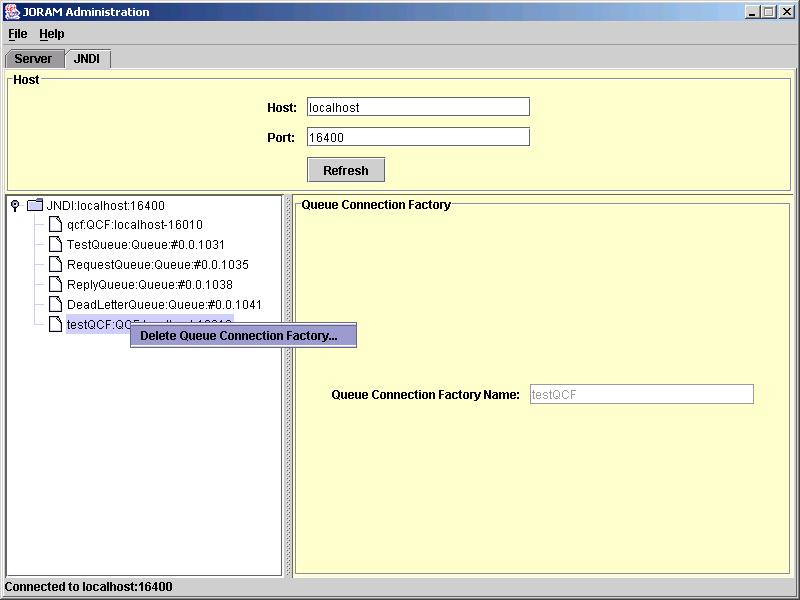 JORAM Administration
File Help
Server JNDI
Host
Host: localhost
Port: 16400
Refresh
JNDI:localhost:16400
qcf:QCF:localhost-16010
TestQueue:Queue:#0.0.1031
RequestQueue:Queue:#0.0.1035
ReplyQueue:Queue:#0.0.1038
DeadLetterQueue:Queue:#0.0.1041
testQCF:
Delete Queue Connection Factory...
Queue Connection Factory
Queue Connection Factory Name: testQCF
Connected to localhost:16400